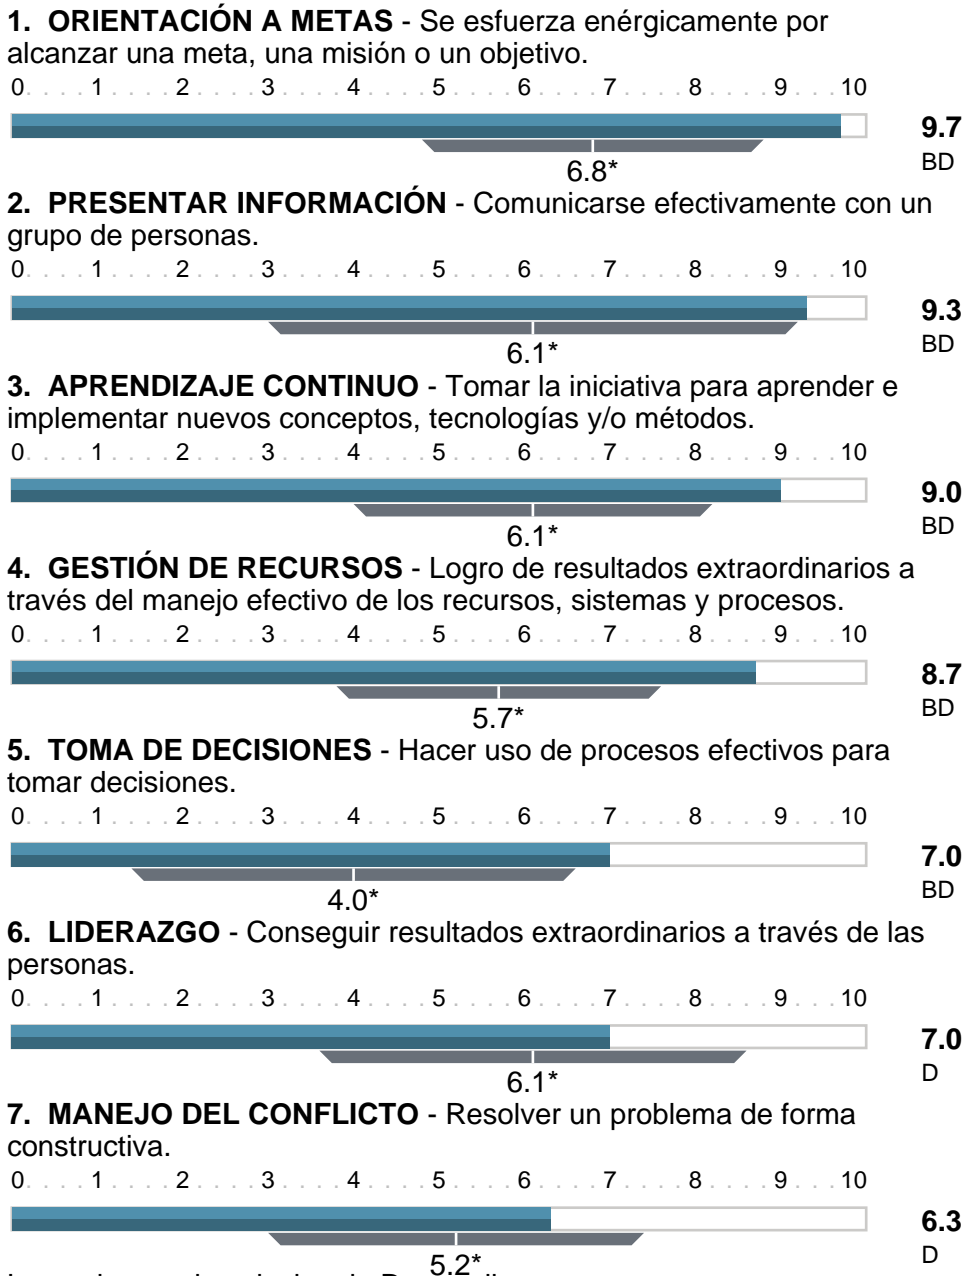 1. ORIENTACIÓN A METAS - Se esfuerza enérgicamente por
alcanzar una meta, una misión o un objetivo.
0. . . . 1 . . . . 2 . . . . 3 . . . . 4 . . . . 5 . . . . 6 . . . . 7 . . . . 8 . . . . 9 . . . 10
9.7
BD
6.8*
2. PRESENTAR INFORMACIÓN - Comunicarse efectivamente con un
grupo de personas.
0. . . . 1 . . . . 2 . . . . 3 . . . . 4 . . . . 5 . . . . 6 . . . . 7 . . . . 8 . . . . 9 . . . 10
9.3
BD
6.1*
3. APRENDIZAJE CONTINUO - Tomar la iniciativa para aprender e
implementar nuevos conceptos, tecnologías y/o métodos.
0. . . . 1 . . . . 2 . . . . 3 . . . . 4 . . . . 5 . . . . 6 . . . . 7 . . . . 8 . . . . 9 . . . 10
9.0
BD
6.1*
4. GESTIÓN DE RECURSOS - Logro de resultados extraordinarios a
través del manejo efectivo de los recursos, sistemas y procesos.
0. . . . 1 . . . . 2 . . . . 3 . . . . 4 . . . . 5 . . . . 6 . . . . 7 . . . . 8 . . . . 9 . . . 10
8.7
BD
5.7*
5. TOMA DE DECISIONES - Hacer uso de procesos efectivos para
tomar decisiones.
0. . . . 1 . . . . 2 . . . . 3 . . . . 4 . . . . 5 . . . . 6 . . . . 7 . . . . 8 . . . . 9 . . . 10
7.0
BD
4.0*
6. LIDERAZGO - Conseguir resultados extraordinarios a través de las
personas.
0. . . . 1 . . . . 2 . . . . 3 . . . . 4 . . . . 5 . . . . 6 . . . . 7 . . . . 8 . . . . 9 . . . 10
7.0
D
6.1*
7. MANEJO DEL CONFLICTO - Resolver un problema de forma
constructiva.
0. . . . 1 . . . . 2 . . . . 3 . . . . 4 . . . . 5 . . . . 6 . . . . 7 . . . . 8 . . . . 9 . . . 10
6.3
D
5.2*